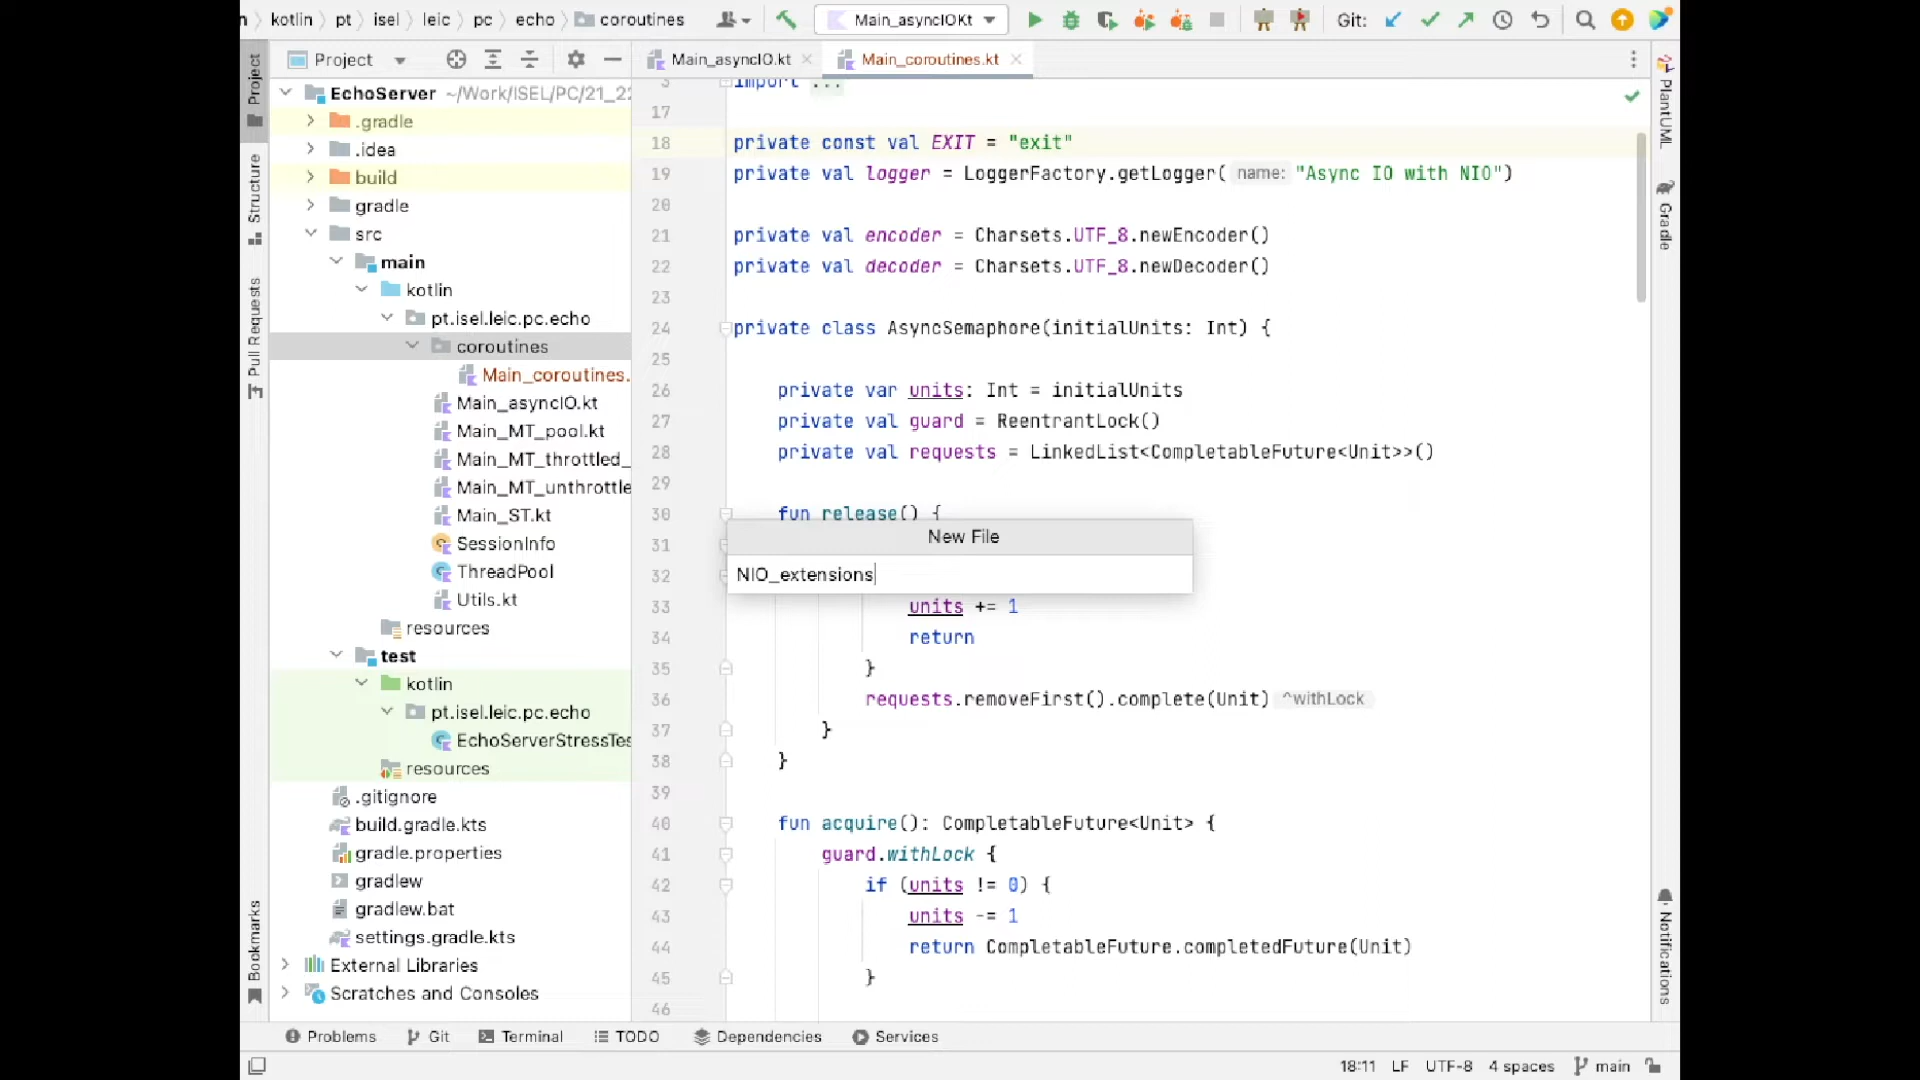 n › kotlin › pt › isel › leic › pc › echo › coroutines
Main_asyncIOKt
Git:
Project
Main_asyncIO.kt
Main_coroutines.kt
EchoServer ~/Work/ISEL/PC/21_22
.gradle
.idea
build
gradle
src
main
kotlin
pt.isel.leic.pc.echo
coroutines
Main_coroutines.
Main_asyncIO.kt
Main_MT_pool.kt
Main_MT_throttled_
Main_MT_unthrottle
Main_ST.kt
SessionInfo
ThreadPool
Utils.kt
resources
test
kotlin
pt.isel.leic.pc.echo
EchoServerStressTes
resources
.gitignore
build.gradle.kts
gradle.properties
gradlew
gradlew.bat
settings.gradle.kts
External Libraries
Scratches and Consoles
Project
Structure
Pull Requests
Bookmarks
3 import ...
17
18 private const val EXIT = "exit"
19 private val logger = LoggerFactory.getLogger( name: "Async IO with NIO")
20
21 private val encoder = Charsets.UTF_8.newEncoder()
22 private val decoder = Charsets.UTF_8.newDecoder()
23
24 private class AsyncSemaphore(initialUnits: Int) {
25
26 private var units: Int = initialUnits
27 private val guard = ReentrantLock()
28 private val requests = LinkedList<CompletableFuture<Unit>>()
29
30 fun release() {
31
32
New File
NIO_extensions
33 units += 1
34 return
35 }
36 requests.removeFirst().complete(Unit) ^withLock
37 }
38 }
39
40 fun acquire(): CompletableFuture<Unit> {
41 guard.withLock {
42 if (units != 0) {
43 units -= 1
44 return CompletableFuture.completedFuture(Unit)
45 }
46
PlantUML
Gradle
Notifications
Problems Git Terminal TODO Dependencies Services
18:11 LF UTF-8 4 spaces main